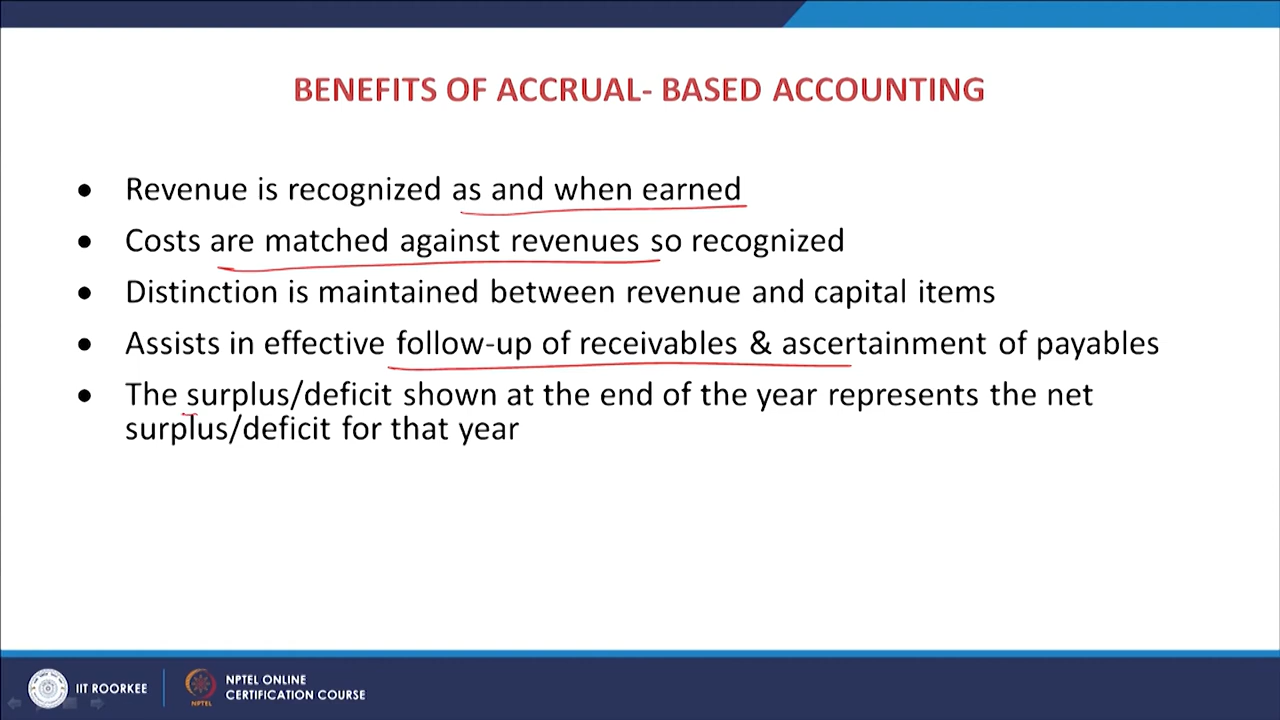 BENEFITS OF ACCRUAL- BASED ACCOUNTING
• Revenue is recognized as and when earned
• Costs are matched against revenues so recognized
• Distinction is maintained between revenue and capital items
• Assists in effective follow-up of receivables & ascertainment of payables
• The surplus/deficit shown at the end of the year represents the net
surplus/deficit for that year
IIT ROORKEE
NPTEL
NPTEL ONLINE
CERTIFICATION COURSE